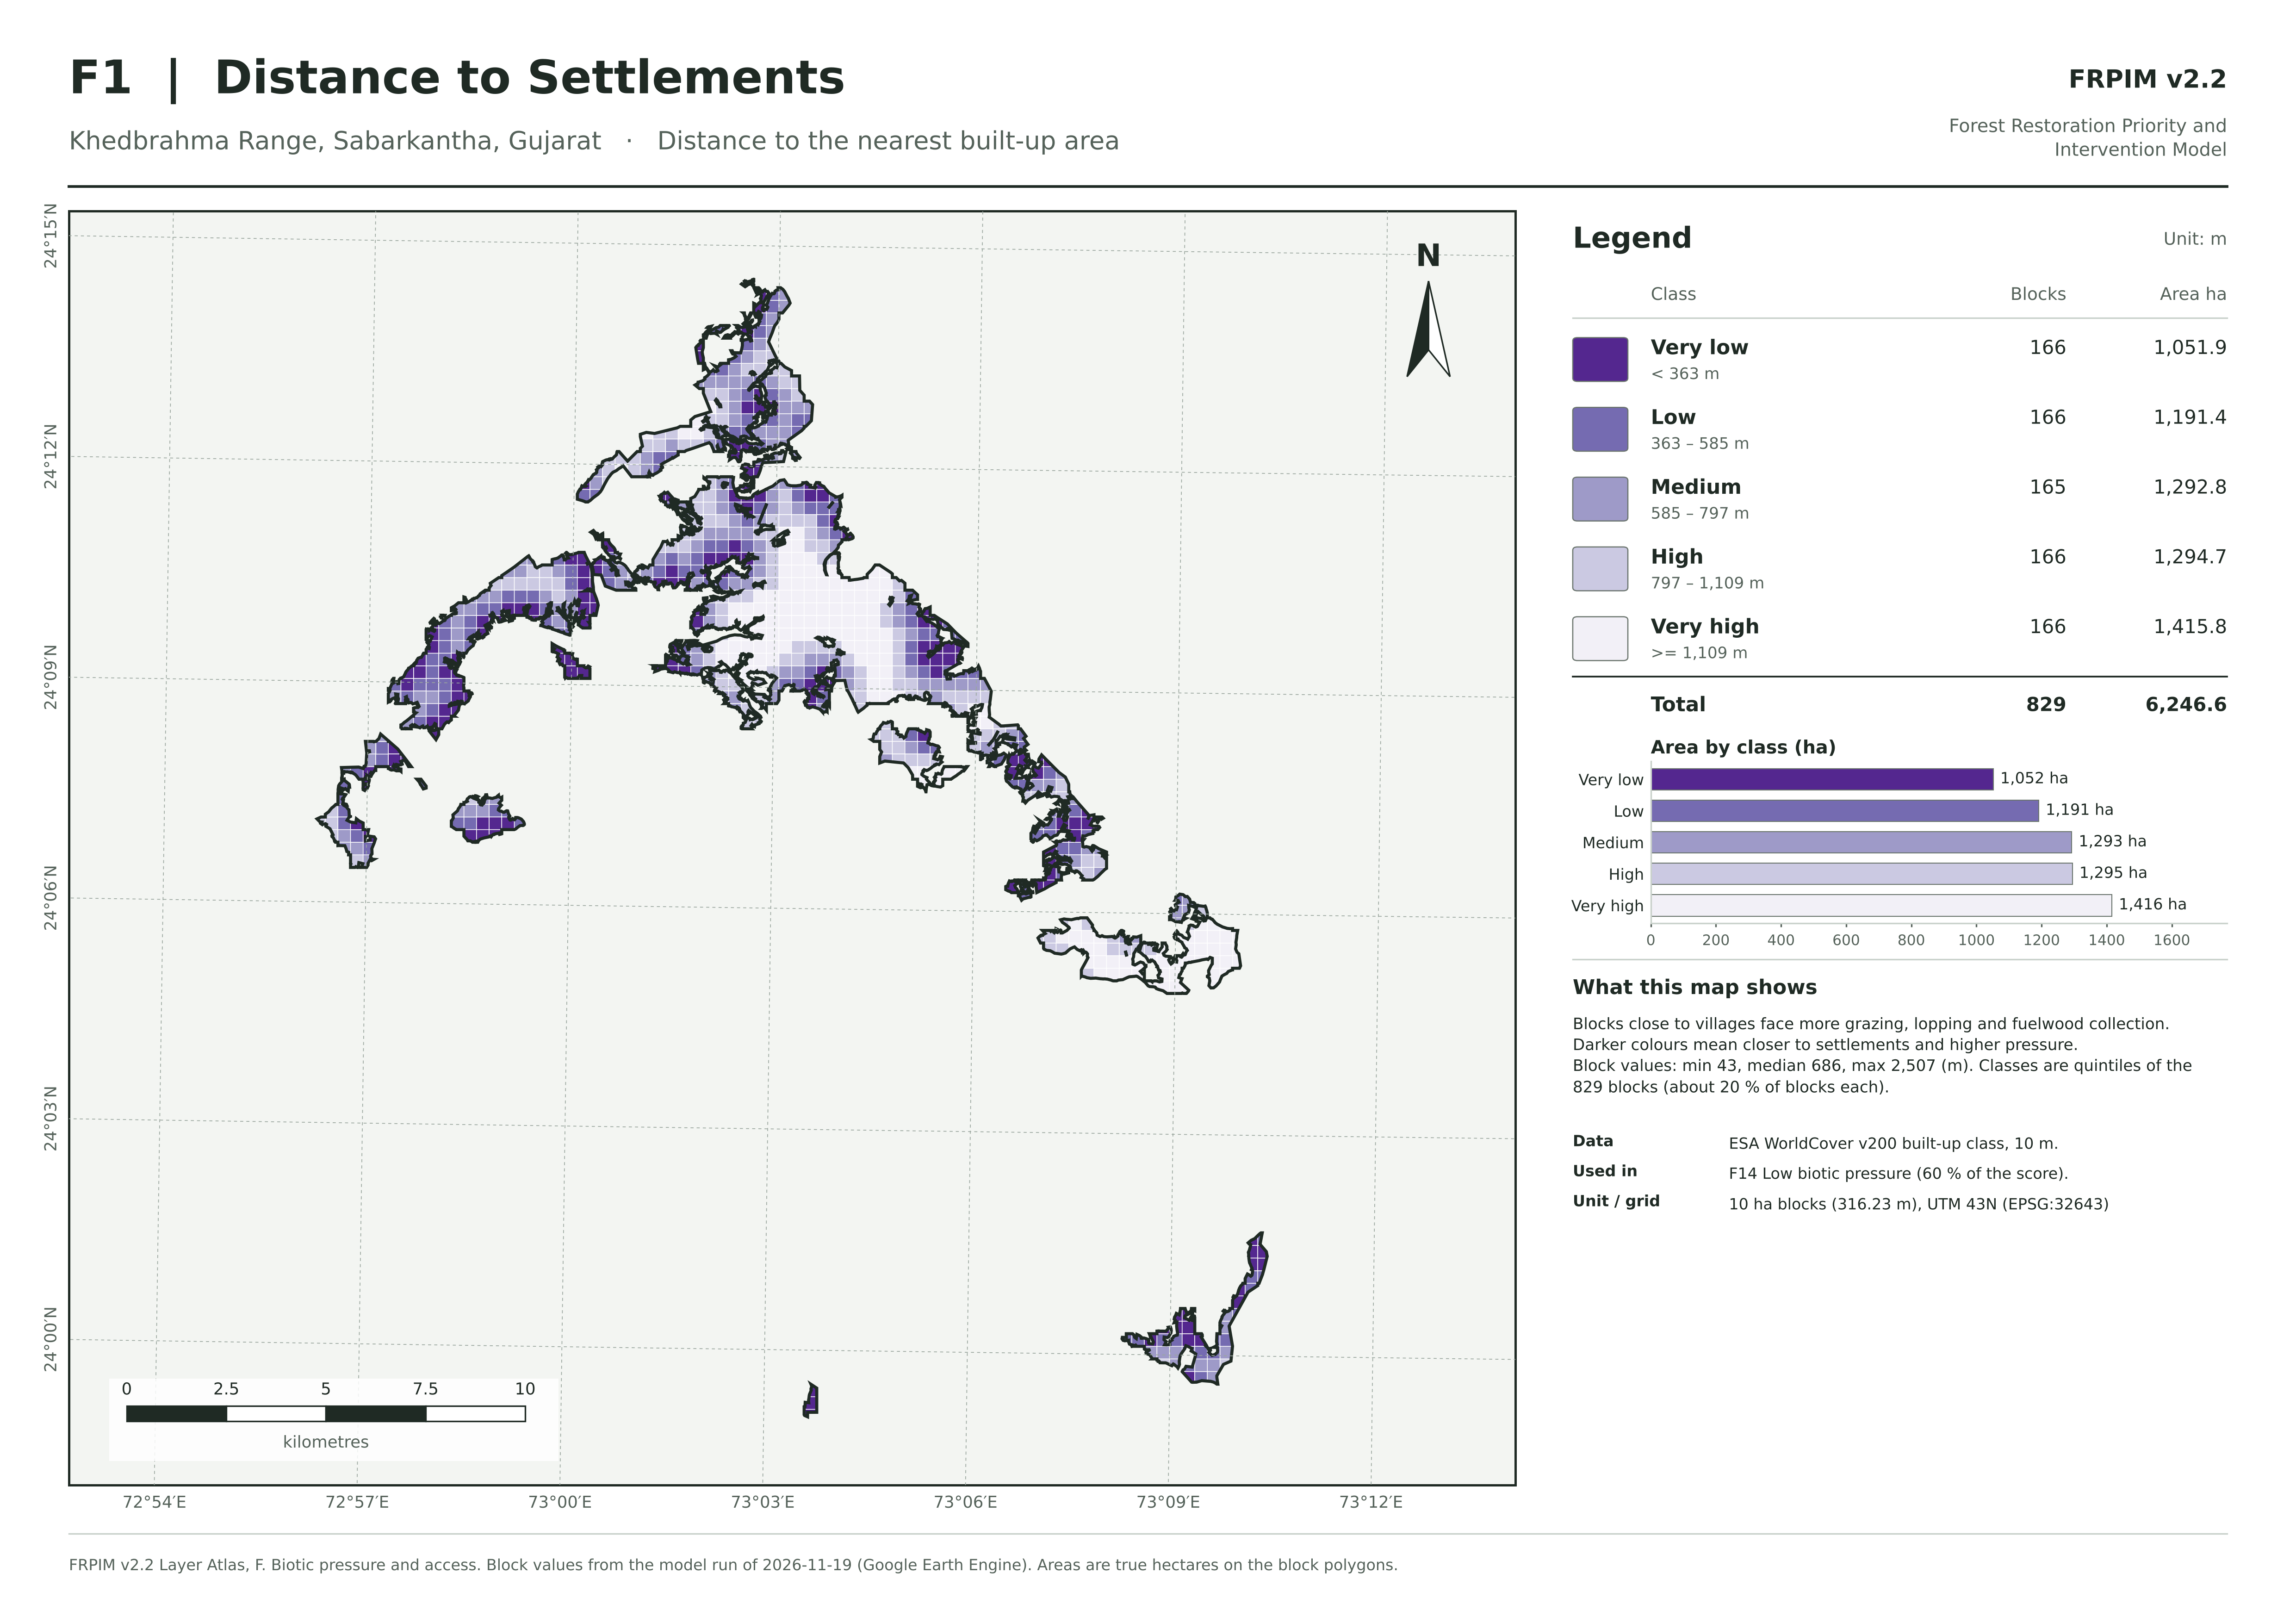 F1 | Distance to Settlements
FRPIM v2.2
Khedbrahma Range, Sabarkantha, Gujarat · Distance to the nearest built-up area
Forest Restoration Priority and
Intervention Model
24°15′N
24°12′N
24°09′N
24°06′N
24°03′N
24°00′N
N
0 2.5 5 7.5 10
kilometres
72°54′E 72°57′E 73°00′E 73°03′E 73°06′E 73°09′E 73°12′E
Legend
Unit: m
Class Blocks Area ha
Very low 166 1,051.9
< 363 m
Low 166 1,191.4
363 – 585 m
Medium 165 1,292.8
585 – 797 m
High 166 1,294.7
797 – 1,109 m
Very high 166 1,415.8
>= 1,109 m
Total 829 6,246.6
Area by class (ha)
Very low 1,052 ha
Low 1,191 ha
Medium 1,293 ha
High 1,295 ha
Very high 1,416 ha
0 200 400 600 800 1000 1200 1400 1600
What this map shows
Blocks close to villages face more grazing, lopping and fuelwood collection.
Darker colours mean closer to settlements and higher pressure.
Block values: min 43, median 686, max 2,507 (m). Classes are quintiles of the
829 blocks (about 20 % of blocks each).
Data ESA WorldCover v200 built-up class, 10 m.
Used in F14 Low biotic pressure (60 % of the score).
Unit / grid 10 ha blocks (316.23 m), UTM 43N (EPSG:32643)
FRPIM v2.2 Layer Atlas, F. Biotic pressure and access. Block values from the model run of 2026-11-19 (Google Earth Engine). Areas are true hectares on the block polygons.